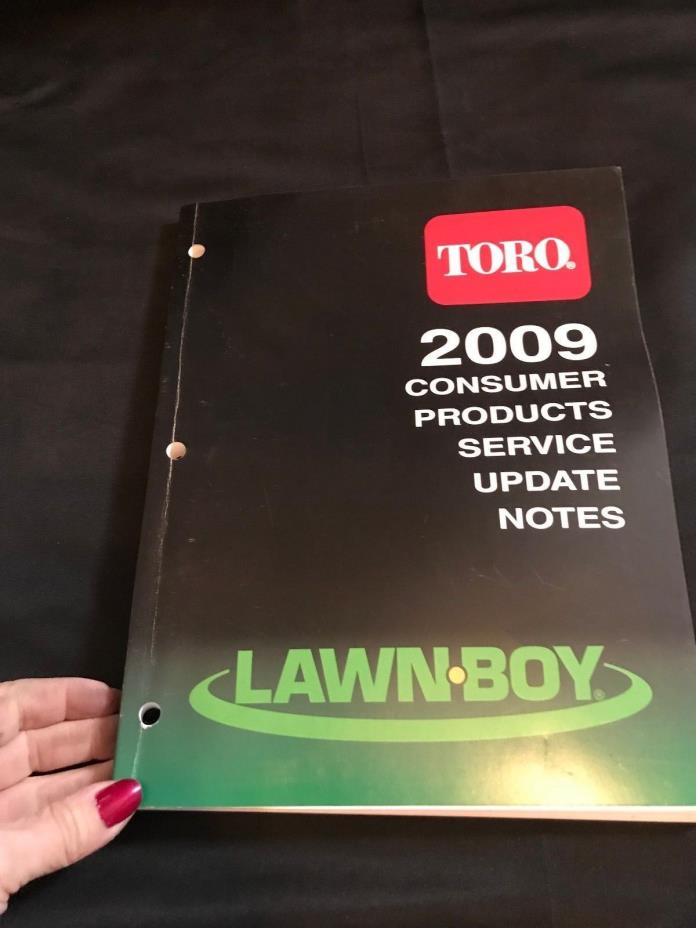 TORO®
2009
CONSUMER
PRODUCTS
SERVICE
UPDATE
NOTES
LAWN•BOY®